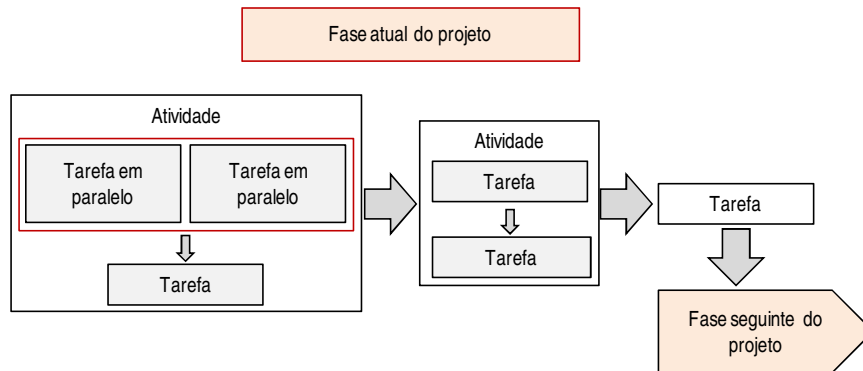 Fase atual do projeto
Atividade
Tarefa em
paralelo
Tarefa em
paralelo
Tarefa
Atividade
Tarefa
Tarefa
Tarefa
Fase seguinte do
projeto